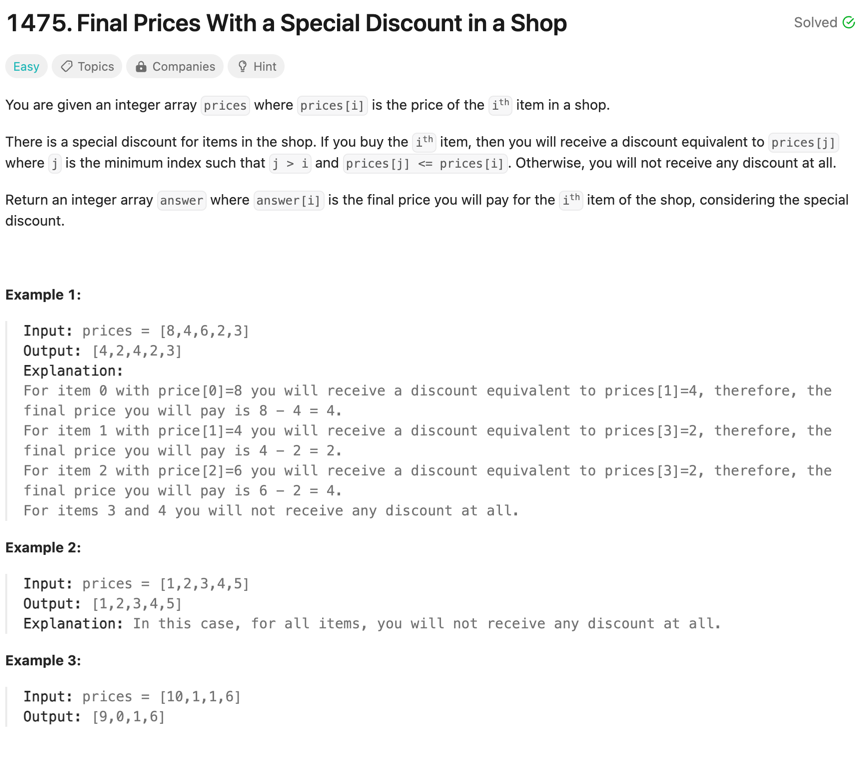 1475. Final Prices With a Special Discount in a Shop
Solved
Easy
Topics
Companies
Hint
You are given an integer array prices where prices[i] is the price of the ith item in a shop.
There is a special discount for items in the shop. If you buy the ith item, then you will receive a discount equivalent to prices[j]
where j is the minimum index such that j > i and prices[j] <= prices[i]. Otherwise, you will not receive any discount at all.
Return an integer array answer where answer[i] is the final price you will pay for the ith item of the shop, considering the special
discount.
Example 1:
Input: prices = [8,4,6,2,3]
Output: [4,2,4,2,3]
Explanation:
For item 0 with price[0]=8 you will receive a discount equivalent to prices[1]=4, therefore, the
final price you will pay is 8 - 4 = 4.
For item 1 with price[1]=4 you will receive a discount equivalent to prices[3]=2, therefore, the
final price you will pay is 4 - 2 = 2.
For item 2 with price[2]=6 you will receive a discount equivalent to prices[3]=2, therefore, the
final price you will pay is 6 - 2 = 4.
For items 3 and 4 you will not receive any discount at all.
Example 2:
Input: prices = [1,2,3,4,5]
Output: [1,2,3,4,5]
Explanation: In this case, for all items, you will not receive any discount at all.
Example 3:
Input: prices = [10,1,1,6]
Output: [9,0,1,6]